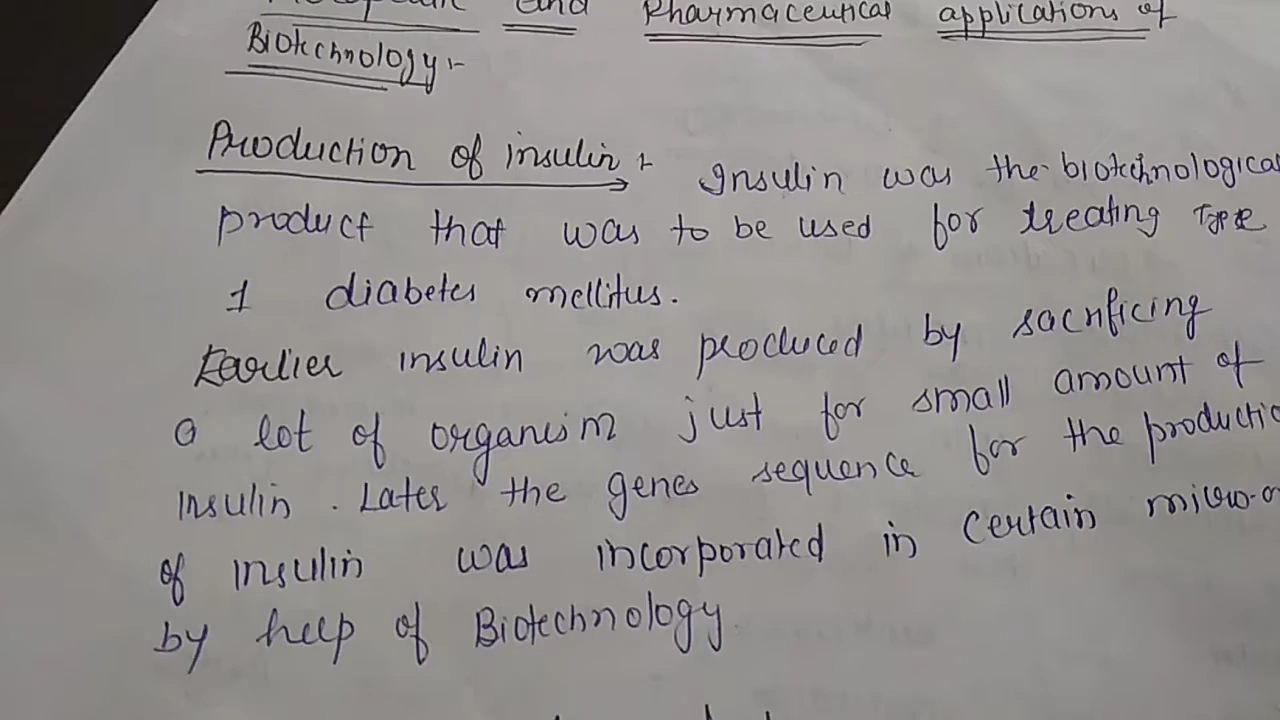 and Pharmaceutical applications of
Biotechnology:-
Production of insulin :- Insulin was the biotechnological
product that was to be used for treating Type
1 diabetes mellitus.
Earlier insulin was produced by sacrificing
a lot of organism just for small amount of
insulin. Later the genes sequence for the productio
of insulin was incorporated in certain micro-o
by help of Biotechnology.